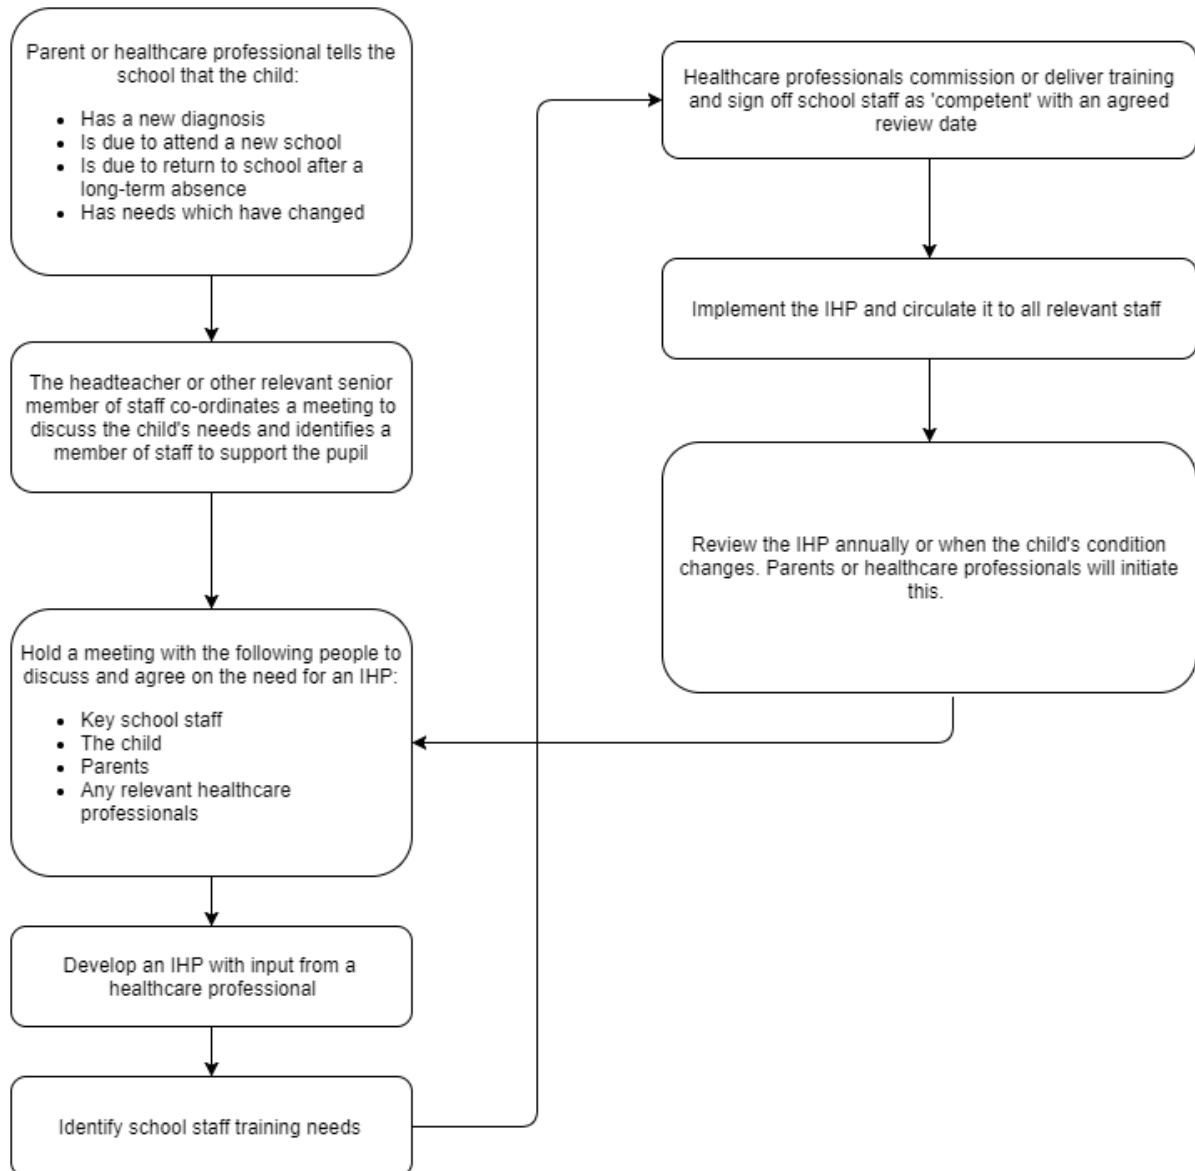 Parent or healthcare professional tells the
school that the child:
Has a new diagnosis
Is due to attend a new school
Is due to return to school after a
long-term absence
Has needs which have changed
The headteacher or other relevant senior
member of staff co-ordinates a meeting to
discuss the child's needs and identifies a
member of staff to support the pupil
Hold a meeting with the following people to
discuss and agree on the need for an IHP:
Key school staff
The child
Parents
Any relevant healthcare
professionals
Develop an IHP with input from a
healthcare professional
Identify school staff training needs
Healthcare professionals commission or deliver training
and sign off school staff as 'competent' with an agreed
review date
Implement the IHP and circulate it to all relevant staff
Review the IHP annually or when the child's condition
changes. Parents or healthcare professionals will initiate
this.